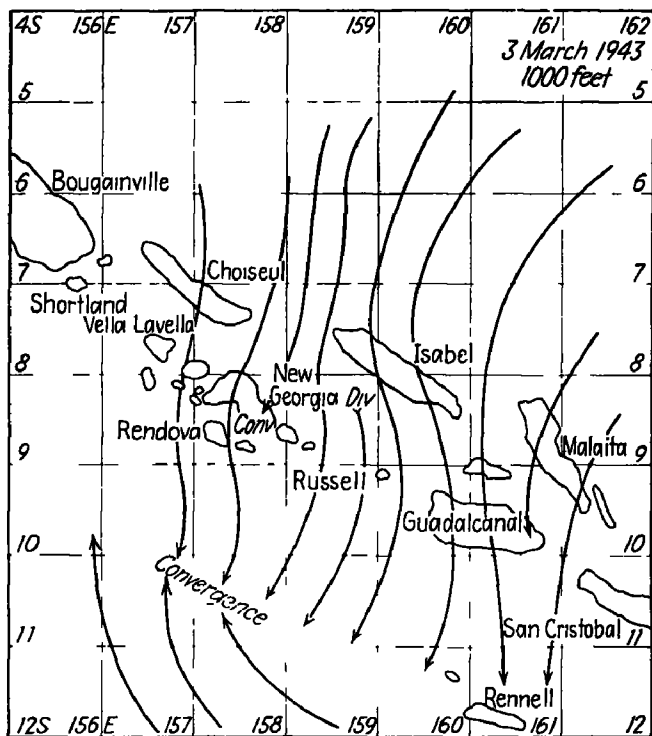 4S 156E 157 158 159 160 161 162
3 March 1943
1000 feet
5 5
6 6
Bougainville
7 7
Choiseul
Shortland
Vella Lavella
8 8
Isabel
New
Georgia Div
Conv
Rendova
Malaita
9 9
Russell
Guadalcanal
10 10
Convergence
San Cristobal
11 11
Rennell
12S 156E 157 158 159 160 161 12